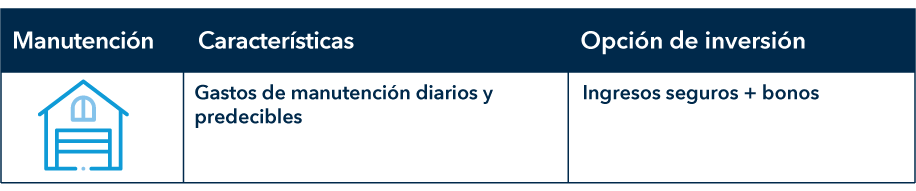 Manutención
Características
Opción de inversión
Gastos de manutención diarios y
predecibles
Ingresos seguros + bonos